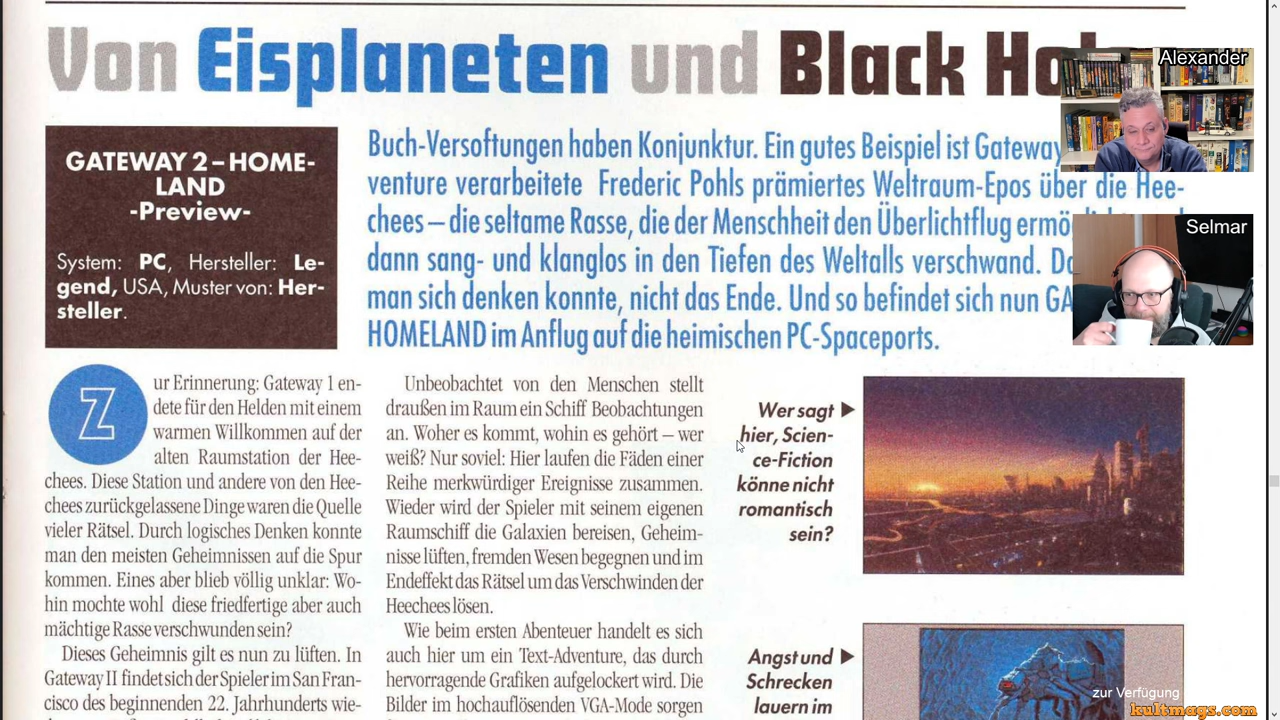 Von Eisplaneten und Black
Alexander
GATEWAY 2 – HOME-
LAND
-Preview-
System: PC, Hersteller: Le-
gend, USA, Muster von: Her-
steller.
Buch-Versoftungen haben Konjunktur. Ein gutes Beispiel ist Gateway
venture verarbeitete Frederic Pohls prämiertes Weltraum-Epos über die Hee-
chees – die seltame Rasse, die der Menschheit den Überlichtflug
dann sang- und klanglos in den Tiefen des Weltalls verschwand.
man sich denken konnte, nicht das Ende. Und so befindet sich nun
HOMELAND im Anflug auf die heimischen PC-Spaceports.
Selmar
Zur Erinnerung: Gateway 1 en-
dete für den Helden mit einem
warmen Willkommen auf der
alten Raumstation der Hee-
chees. Diese Station und andere von den Hee-
chees zurückgelassene Dinge waren die Quelle
vieler Rätsel. Durch logisches Denken konnte
man den meisten Geheimnissen auf die Spur
kommen. Eines aber blieb völlig unklar: Wo-
hin mochte wohl diese friedfertige aber auch
mächtige Rasse verschwunden sein?
Dieses Geheimnis gilt es nun zu lüften. In
Gateway II findet sich der Spieler im San Fran-
cisco des beginnenden 22. Jahrhunderts wie-
Unbeobachtet von den Menschen stellt
draußen im Raum ein Schiff Beobachtungen
an. Woher es kommt, wohin es gehört – wer
weiß? Nur soviel: Hier laufen die Fäden einer
Reihe merkwürdiger Ereignisse zusammen.
Wieder wird der Spieler mit seinem eigenen
Raumschiff die Galaxien bereisen, Geheim-
nisse lüften, fremden Wesen begegnen und im
Endeffekt das Rätsel um das Verschwinden der
Heechees lösen.
Wie beim ersten Abenteuer handelt es sich
auch hier um ein Text-Adventure, das durch
hervorragende Grafiken aufgelockert wird. Die
Bilder im hochauflösenden VGA-Mode sorgen
Wer sagt
hier, Scien-
ce-Fiction
könne nicht
romantisch
sein?
Angst und
Schrecken
lauern im
zur Verfügung
kultmags.com